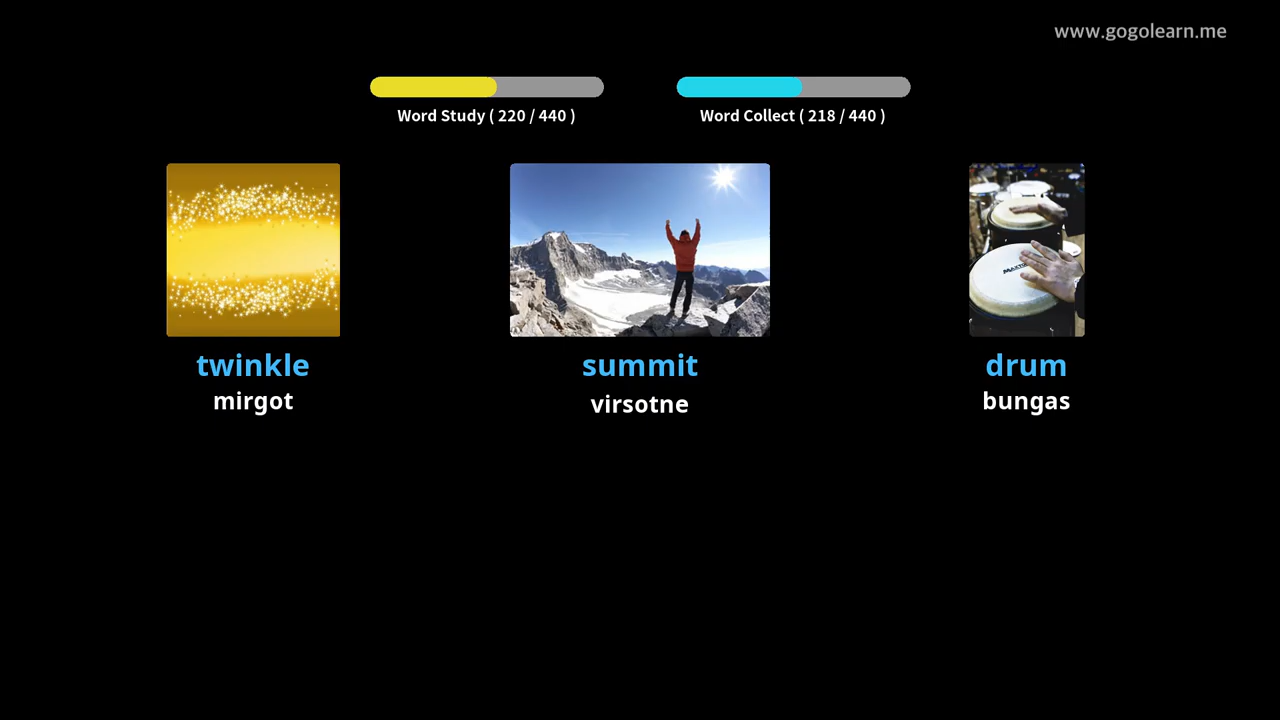 www.gogolearn.me
Word Study ( 220 / 440 )
Word Collect ( 218 / 440 )
twinkle
mirgot
summit
virsotne
drum
bungas